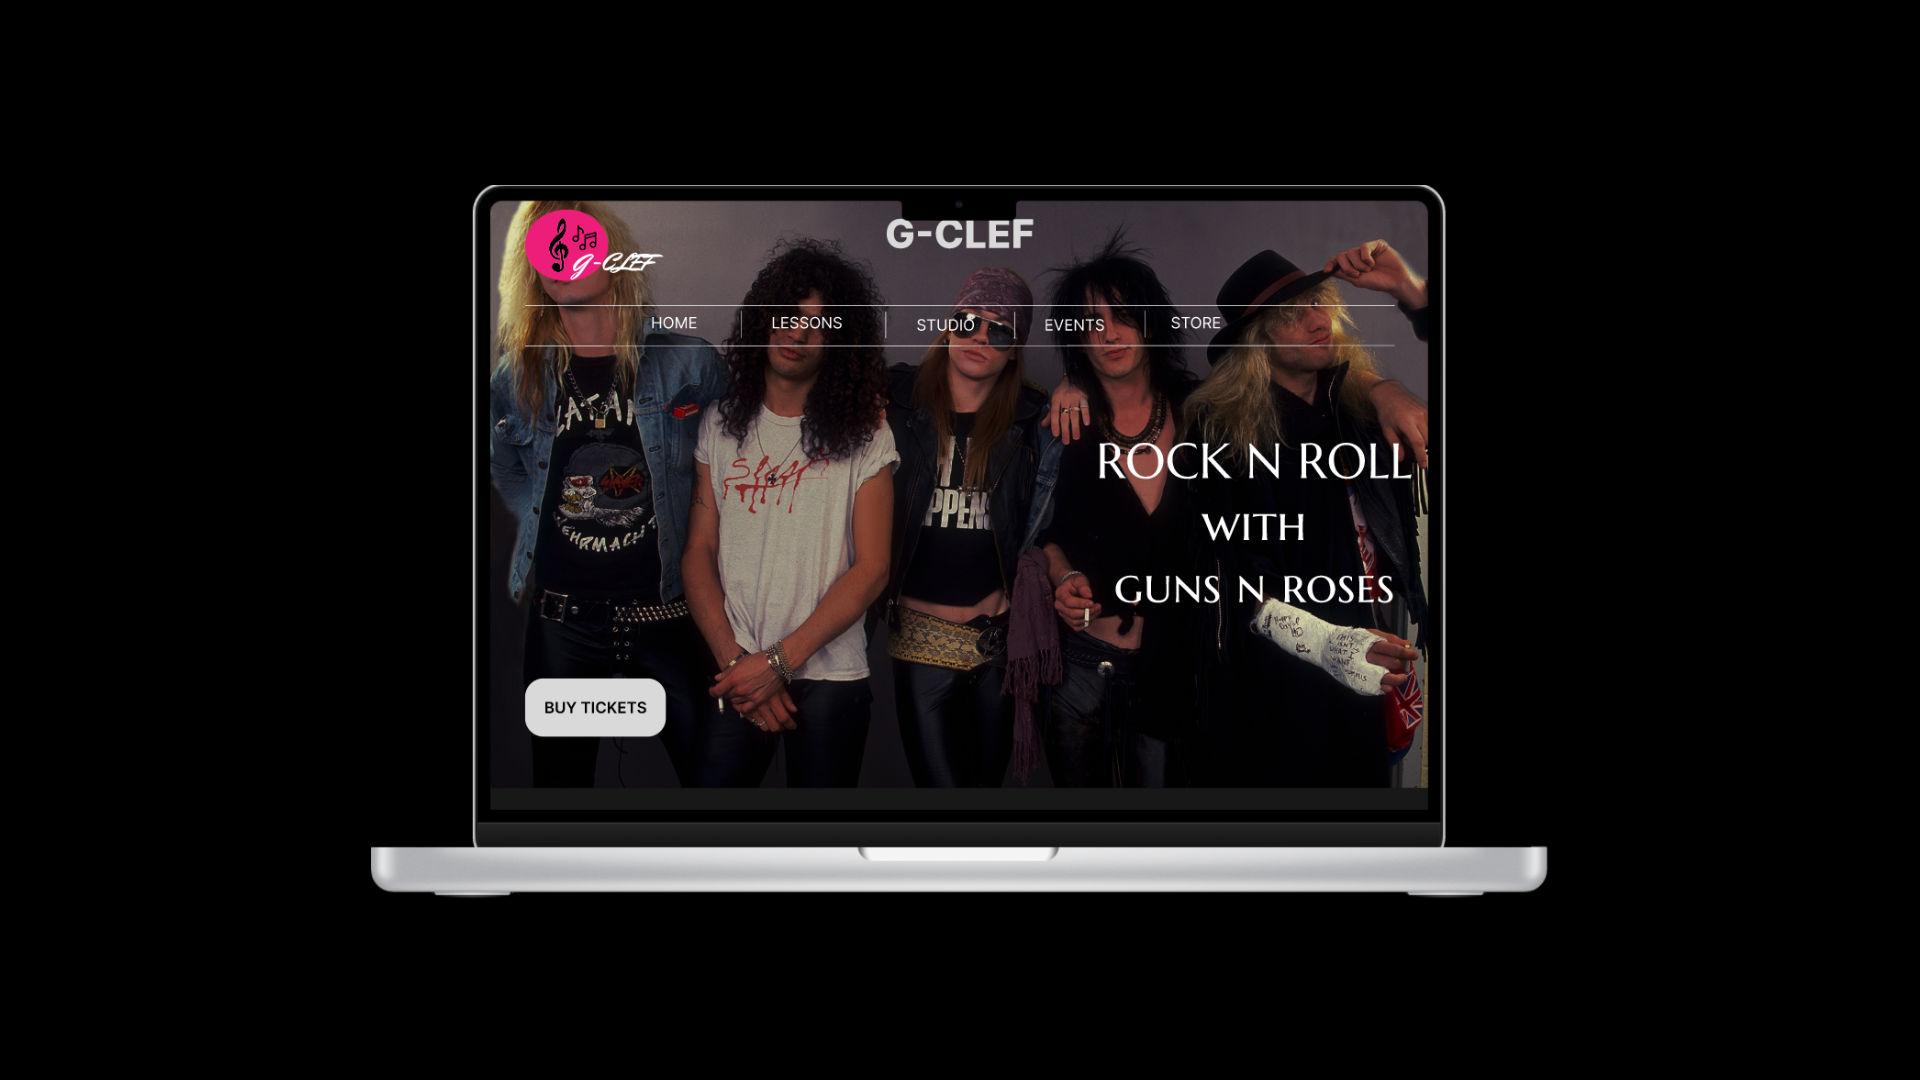 G-CLEF
G-CLEF
HOME
LESSONS
STUDIO
EVENTS
STORE
ROCK N ROLL
WITH
GUNS N ROSES
BUY TICKETS